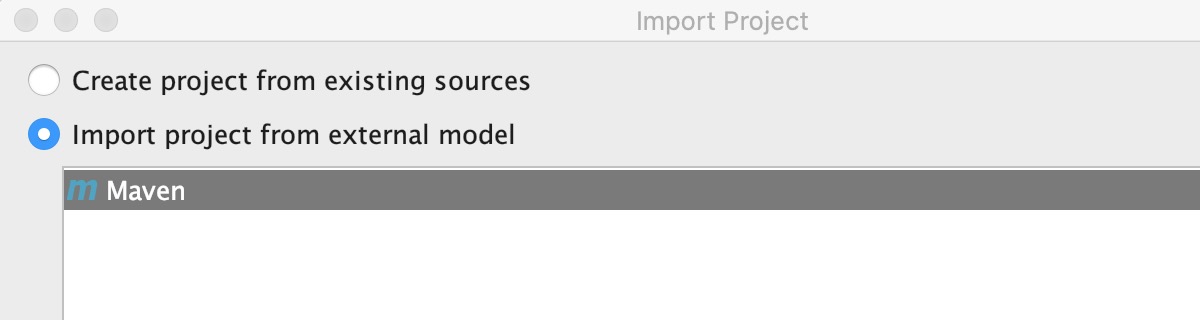 Import Project
Create project from existing sources
Import project from external model
m Maven